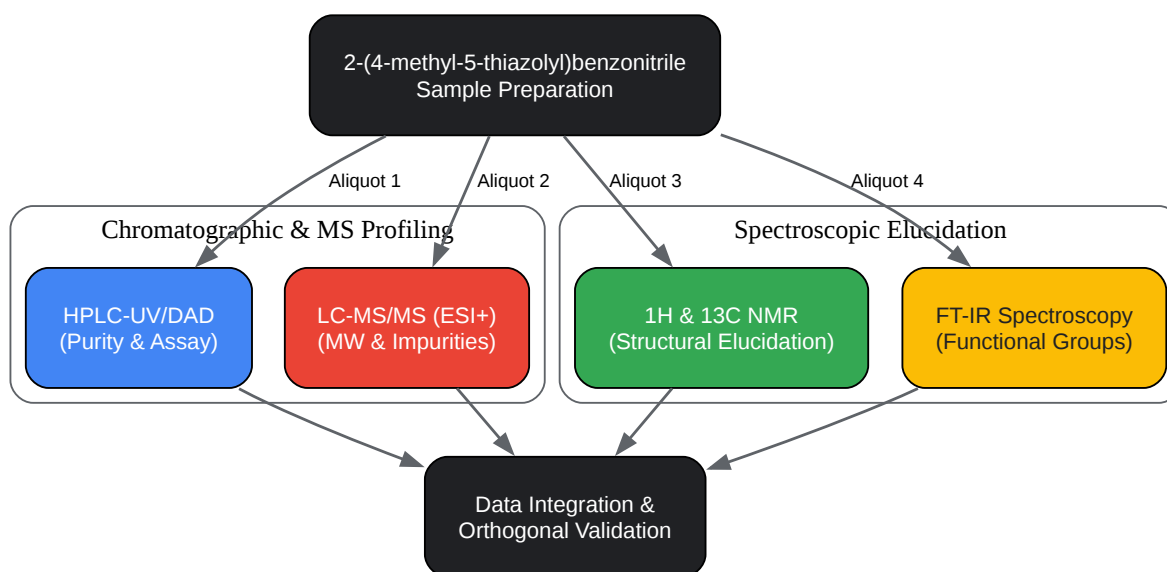 2-(4-methyl-5-thiazolyl)benzonitrile
Sample Preparation
Aliquot 1
Aliquot 2
Aliquot 3
Aliquot 4
Chromatographic & MS Profiling
Spectroscopic Elucidation
HPLC-UV/DAD
(Purity & Assay)
LC-MS/MS (ESI+)
(MW & Impurities)
1H & 13C NMR
(Structural Elucidation)
FT-IR Spectroscopy
(Functional Groups)
Data Integration &
Orthogonal Validation